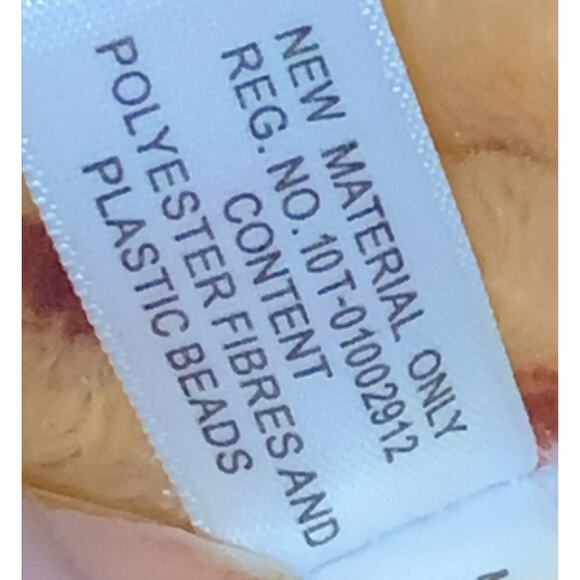 NEW MATERIAL ONLY
REG. NO. 10T-01002912
CONTENT
POLYESTER FIBRES AND
PLASTIC BEADS